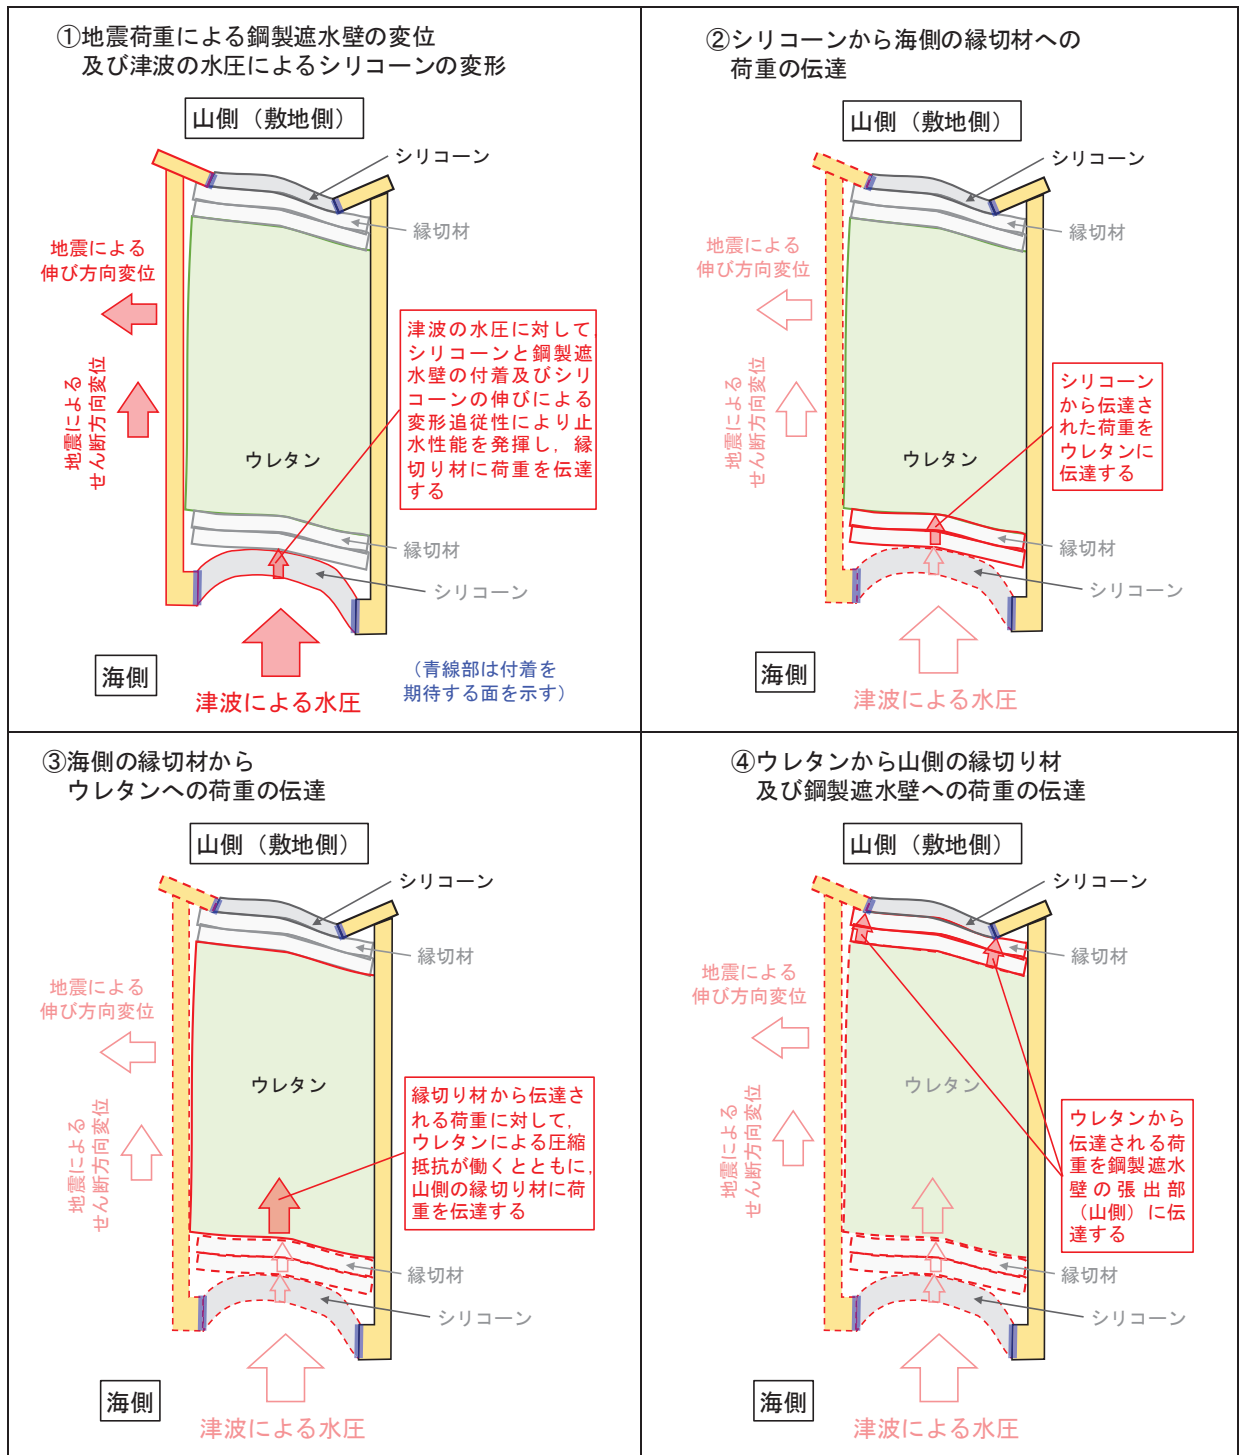 ①地震荷重による鋼製遮水壁の変位
及び津波の水圧によるシリコーンの変形
山側（敷地側）
シリコーン
縁切材
地震による
伸び方向変位
津波の水圧に対して，
シリコーンと鋼製遮
水壁の付着及びシリ
コーンの伸びによる
変形追従性により止
水性能を発揮し，縁
切り材に荷重を伝達
する
地震による
せん断方向変位
ウレタン
縁切材
シリコーン
海側
津波による水圧
（青線部は付着を
期待する面を示す）
②シリコーンから海側の縁切材への
荷重の伝達
山側（敷地側）
シリコーン
縁切材
地震による
伸び方向変位
地震による
せん断方向変位
シリコーン
から伝達さ
れた荷重を
ウレタンに
伝達する
ウレタン
縁切材
シリコーン
海側
津波による水圧
③海側の縁切材から
ウレタンへの荷重の伝達
山側（敷地側）
シリコーン
縁切材
地震による
伸び方向変位
ウレタン
地震による
せん断方向変位
縁切り材から伝達さ
れる荷重に対して，
ウレタンによる圧縮
抵抗が働くとともに，
山側の縁切り材に荷
重を伝達する
縁切材
シリコーン
海側
津波による水圧
④ウレタンから山側の縁切り材
及び鋼製遮水壁への荷重の伝達
山側（敷地側）
シリコーン
縁切材
地震による
伸び方向変位
ウレタン
地震による
せん断方向変位
ウレタンから
伝達される荷
重を鋼製遮水
壁の張出部
（山側）に伝
達する
縁切材
シリコーン
海側
津波による水圧